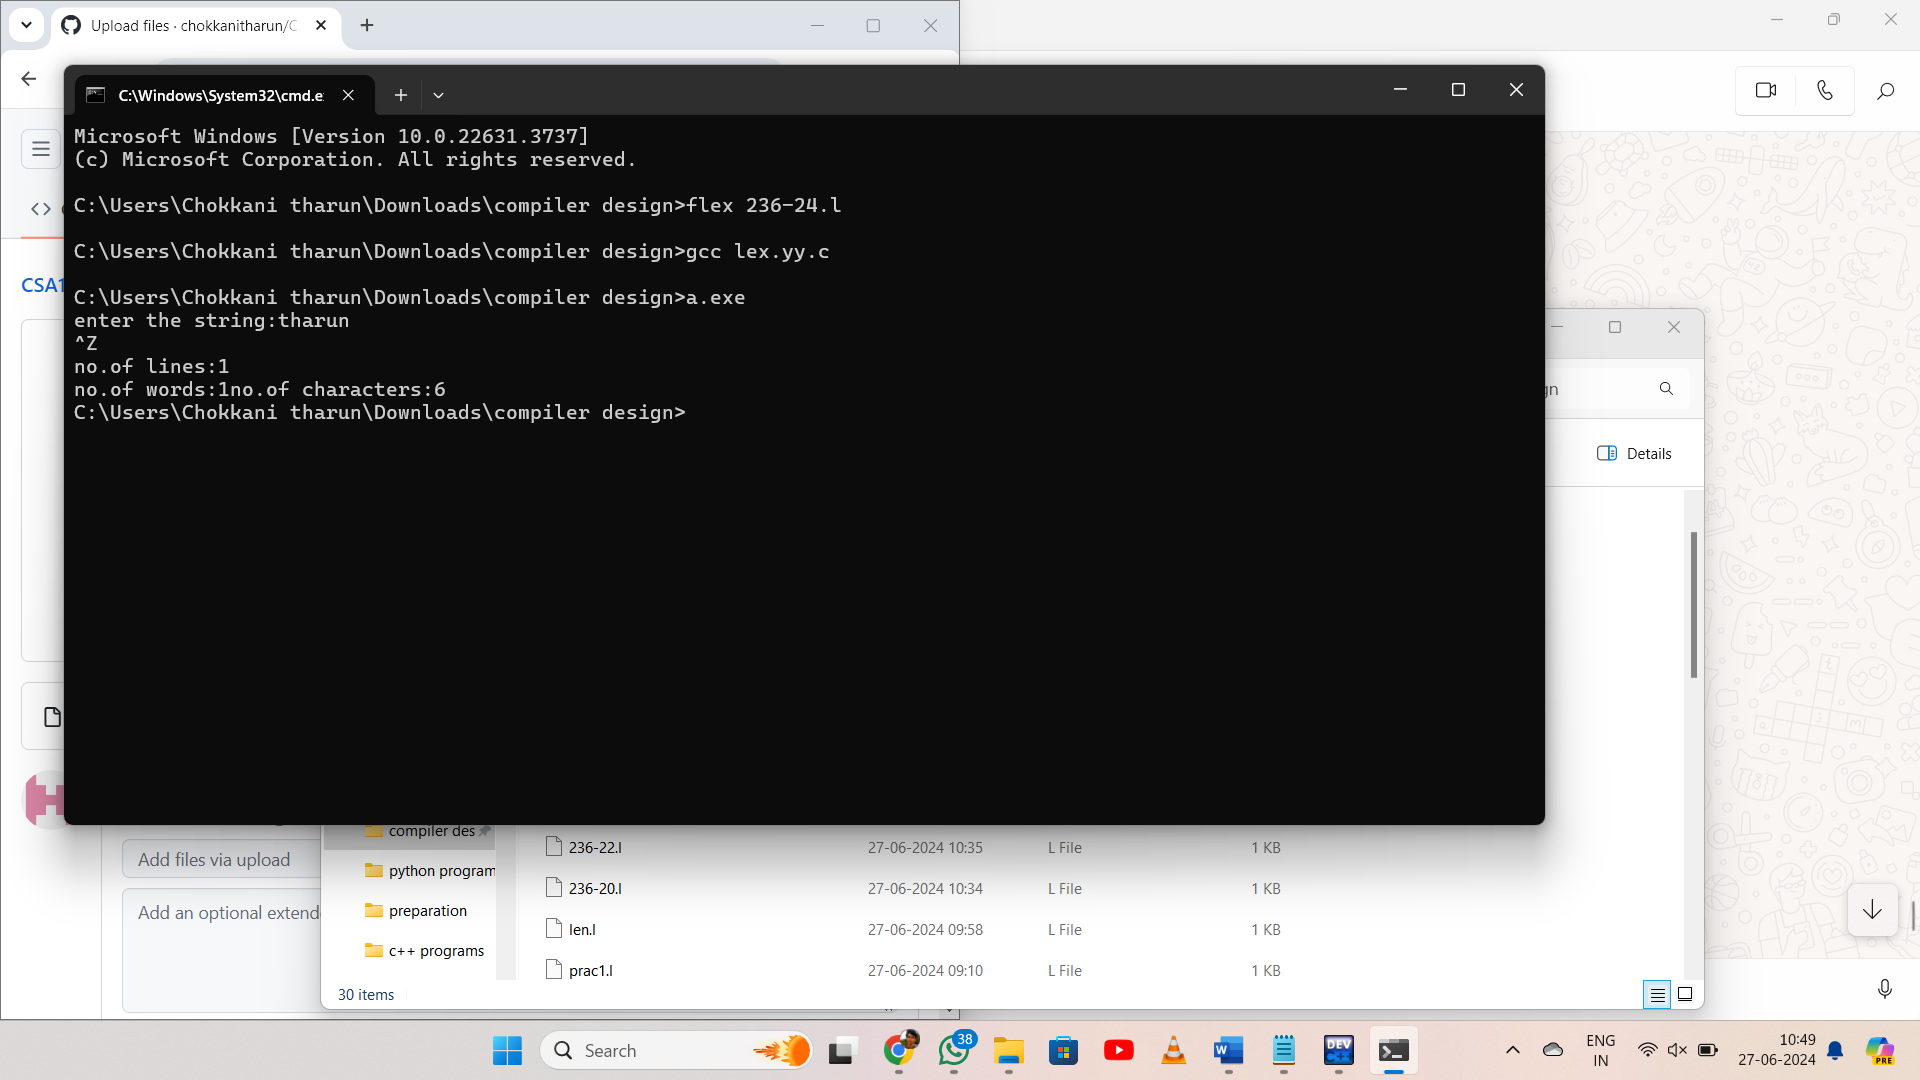 Upload files · chokkanitharun/C
C:\Windows\System32\cmd.e
Microsoft Windows [Version 10.0.22631.3737]
(c) Microsoft Corporation. All rights reserved.
C:\Users\Chokkani tharun\Downloads\compiler design>flex 236-24.l
C:\Users\Chokkani tharun\Downloads\compiler design>gcc lex.yy.c
C:\Users\Chokkani tharun\Downloads\compiler design>a.exe
enter the string:tharun
^Z
no.of lines:1
no.of words:1no.of characters:6
C:\Users\Chokkani tharun\Downloads\compiler design>
CSA1
gn
Details
compiler des
236-22.l 27-06-2024 10:35 L File 1 KB
Add files via upload
python program
236-20.l 27-06-2024 10:34 L File 1 KB
Add an optional extend
preparation
len.l 27-06-2024 09:58 L File 1 KB
c++ programs
prac1.l 27-06-2024 09:10 L File 1 KB
30 items
Search
38
DEV
C++
ENG
IN
10:49
27-06-2024
PRE